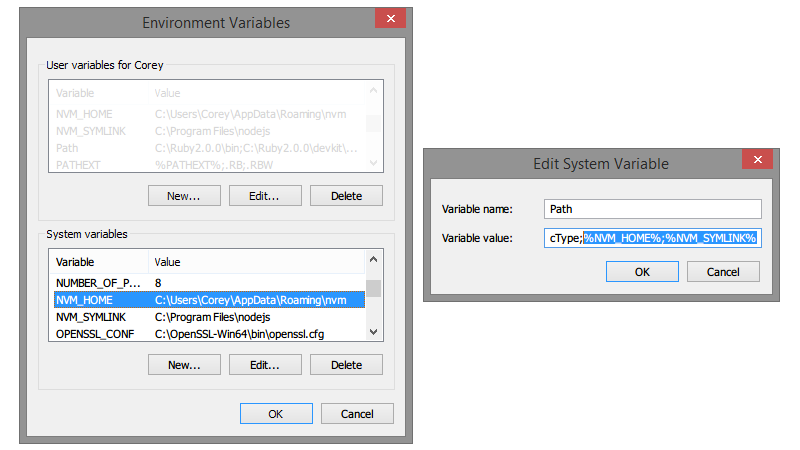 Environment Variables
User variables for Corey
Variable Value
NVM_HOME C:\Users\Corey\AppData\Roaming\nvm
NVM_SYMLINK C:\Program Files\nodejs
Path C:\Ruby2.0.0\bin;C:\Ruby2.0.0\devkit\...
PATHEXT %PATHEXT%;.RB;.RBW
New... Edit... Delete
System variables
Variable Value
NUMBER_OF_P... 8
NVM_HOME C:\Users\Corey\AppData\Roaming\nvm
NVM_SYMLINK C:\Program Files\nodejs
OPENSSL_CONF C:\OpenSSL-Win64\bin\openssl.cfg
New... Edit... Delete
OK Cancel
Edit System Variable
Variable name: Path
Variable value: cType;%NVM_HOME%;%NVM_SYMLINK%
OK Cancel